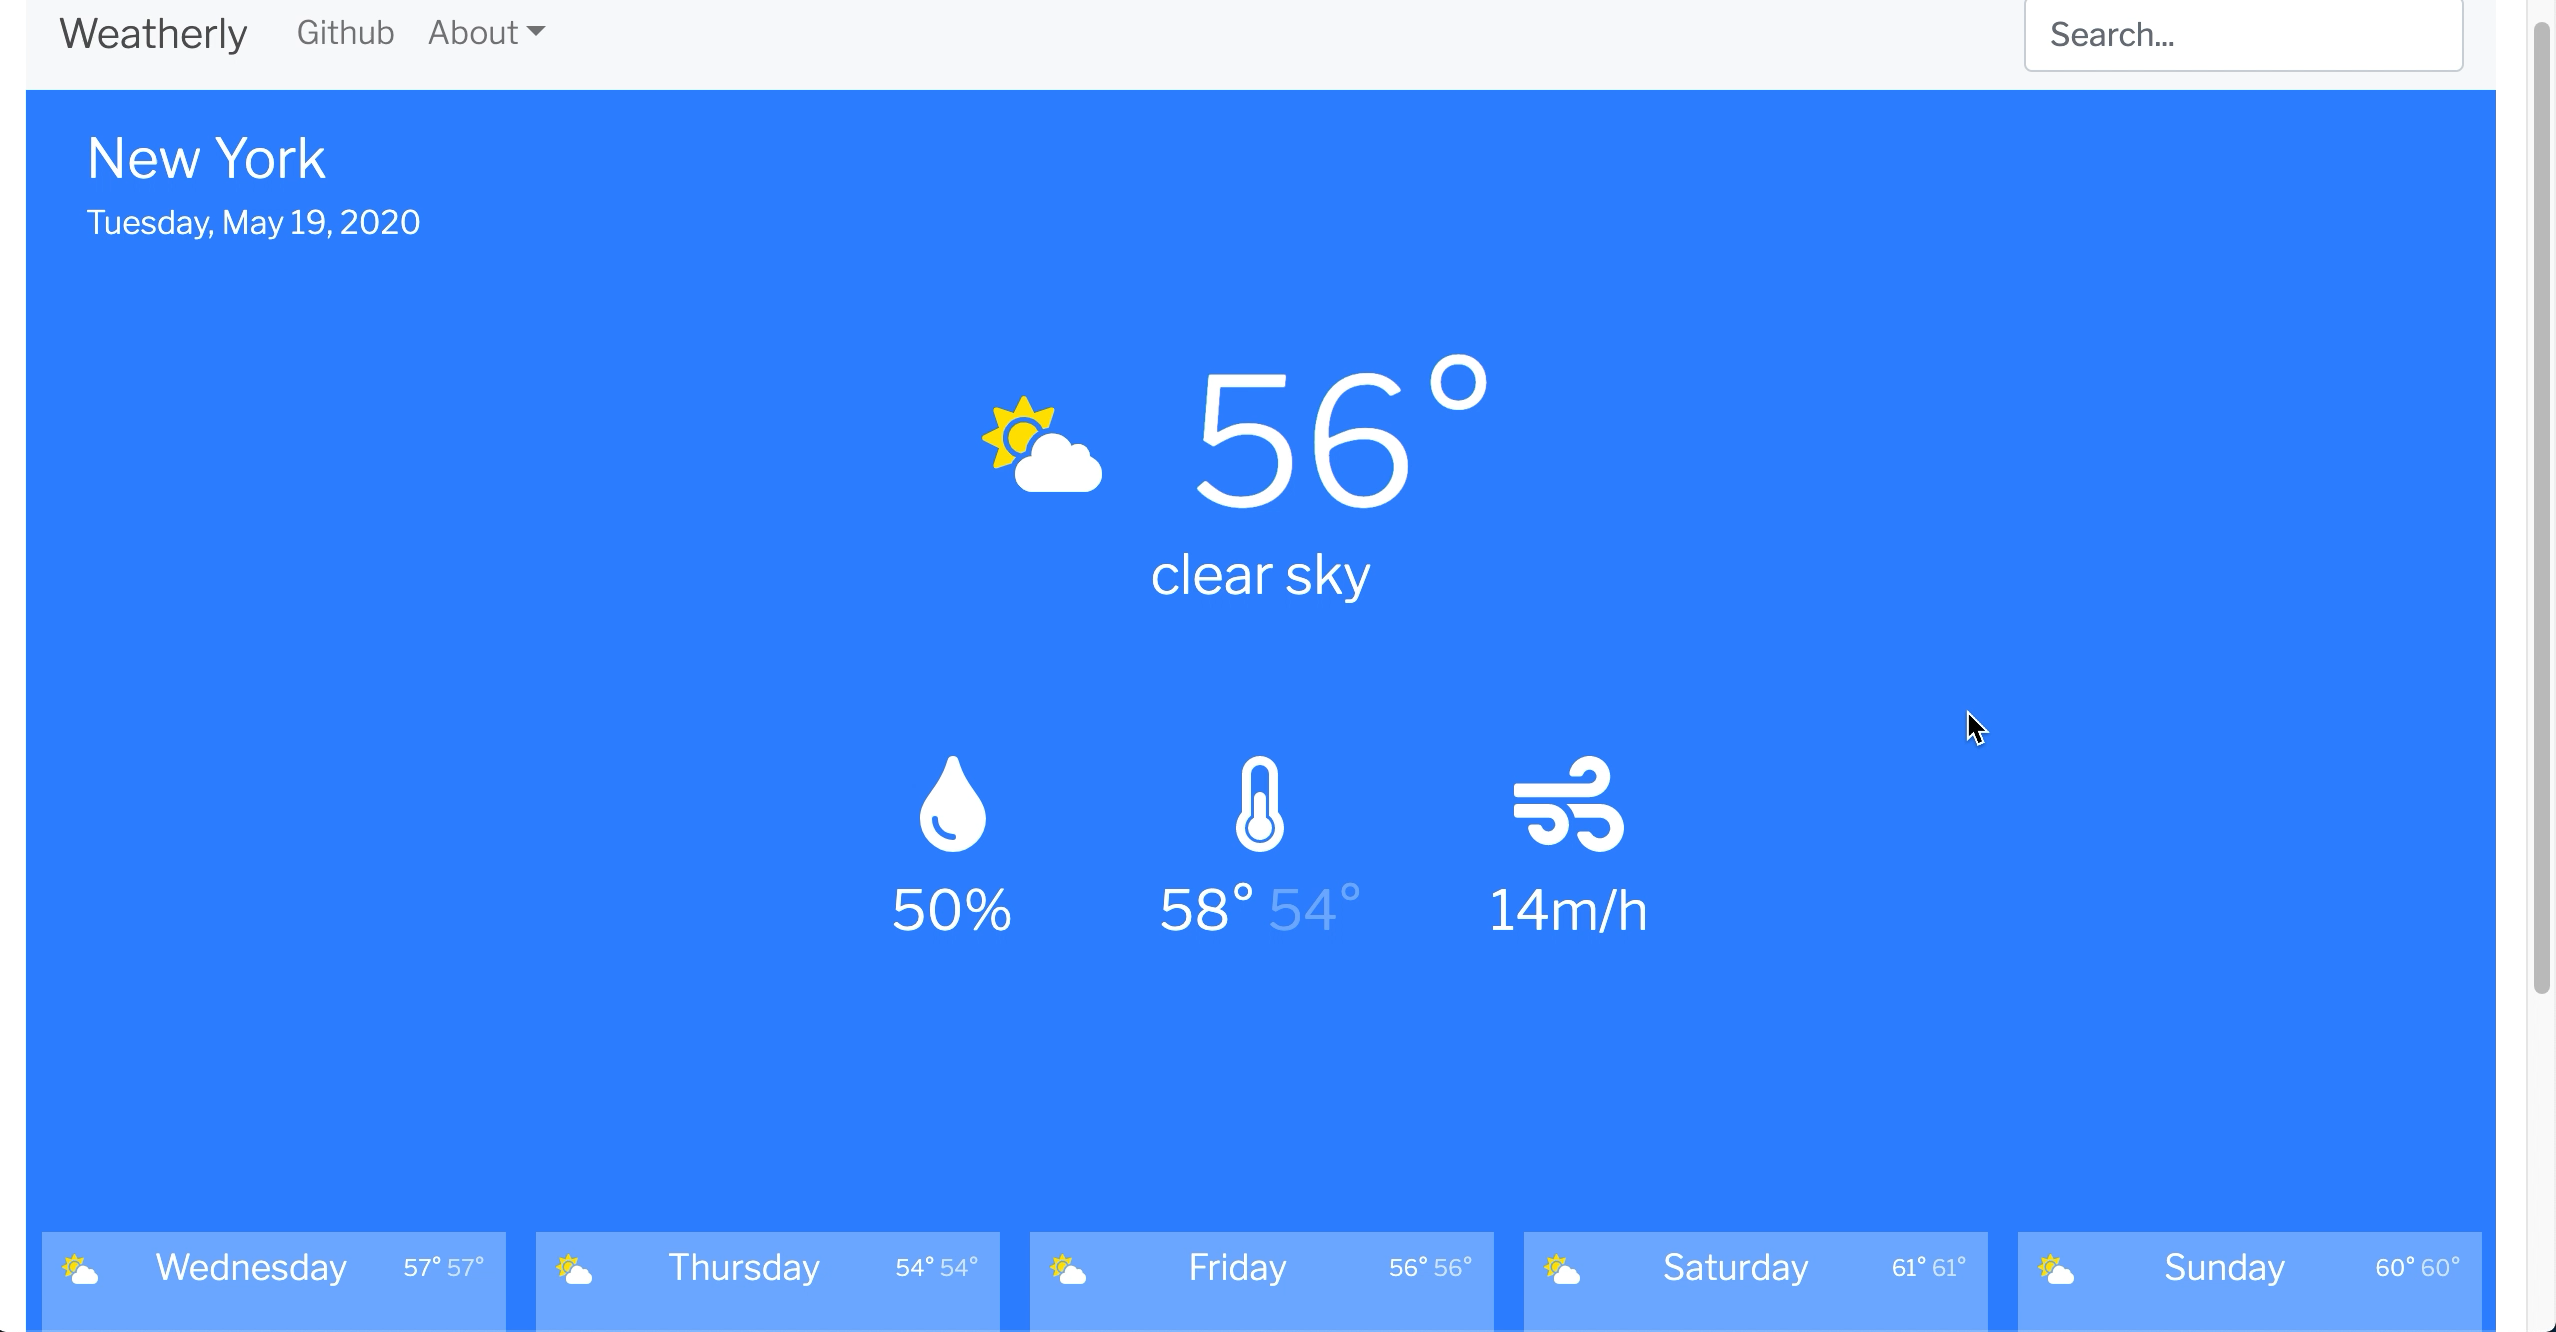 Weatherly Github About Search...
New York
Tuesday, May 19, 2020
56°
clear sky
50% 58° 54° 14m/h
Wednesday 57° 57° Thursday 54° 54° Friday 56° 56° Saturday 61° 61° Sunday 60° 60°